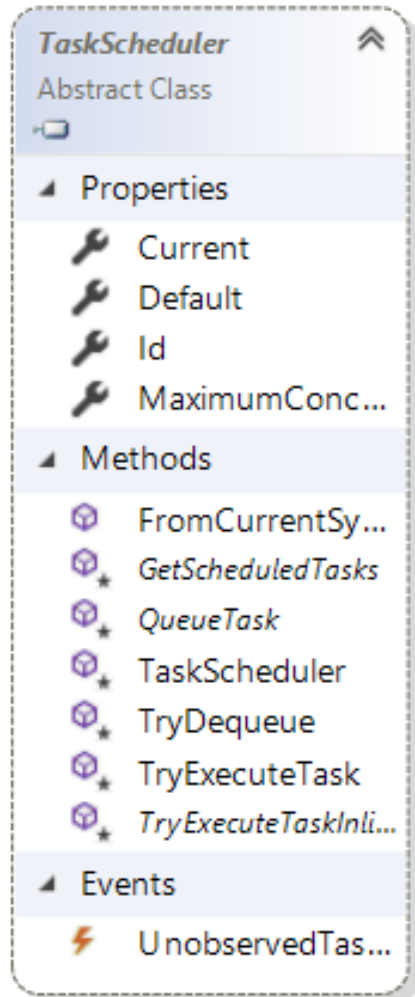 TaskScheduler
Abstract Class
Properties
Current
Default
Id
MaximumConc...
Methods
FromCurrentSy...
GetScheduledTasks
QueueTask
TaskScheduler
TryDequeue
TryExecuteTask
TryExecuteTaskInli...
Events
UnobservedTas...